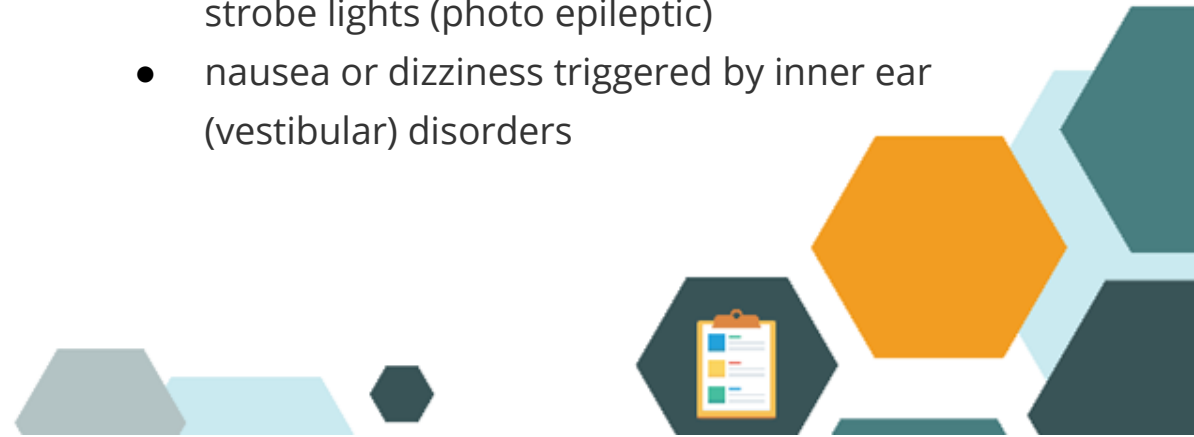 strobe lights (photo epileptic)
● nausea or dizziness triggered by inner ear
(vestibular) disorders